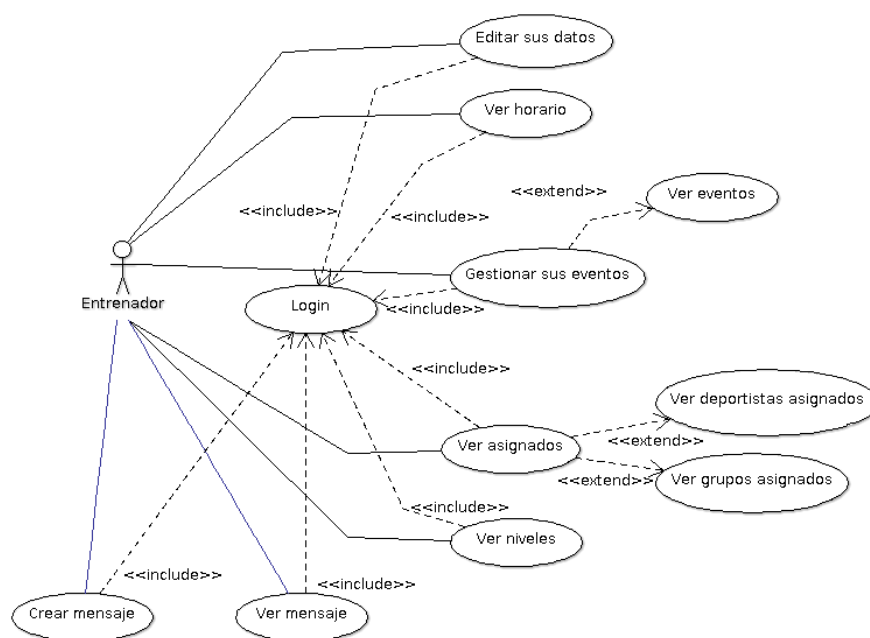 Editar sus datos
Ver horario
<<extend>>
Ver eventos
<<include>>
<<include>>
Gestionar sus eventos
Entrenador
Login
<<include>>
<<include>>
Ver deportistas asignados
<<extend>>
Ver asignados
<<extend>>
Ver grupos asignados
<<include>>
Ver niveles
<<include>>
<<include>>
Crear mensaje
Ver mensaje